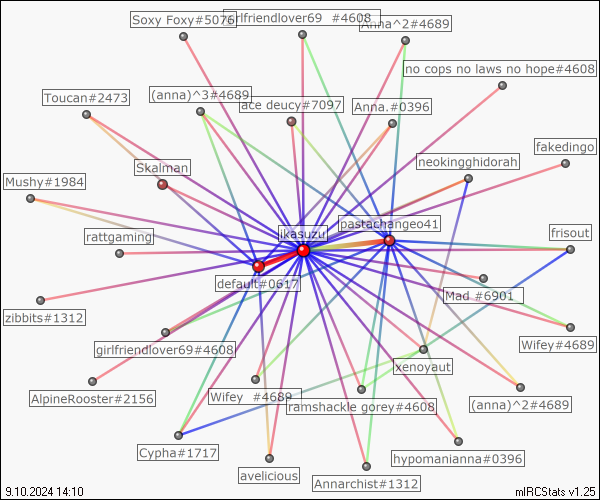 Soxy Foxy#5076
girlfriendlover69 #4608
Anna^2#4689
no cops no laws no hope#4608
Toucan#2473
(anna)^3#4689
ace deucy#7097
Anna.#0396
fakedingo
neokingghidorah
Skalman
Mushy#1984
pastachangeo41
ikasuzu
frisout
rattgaming
default#0617
Mad #6901
zibbits#1312
Wifey#4689
girlfriendlover69#4608
xenoyaut
AlpineRooster#2156
Wifey #4689
ramshackle gorey#4608
(anna)^2#4689
Cypha#1717
hypomanianna#0396
avelicious
Annarchist#1312
9.10.2024 14:10
mIRCStats v1.25